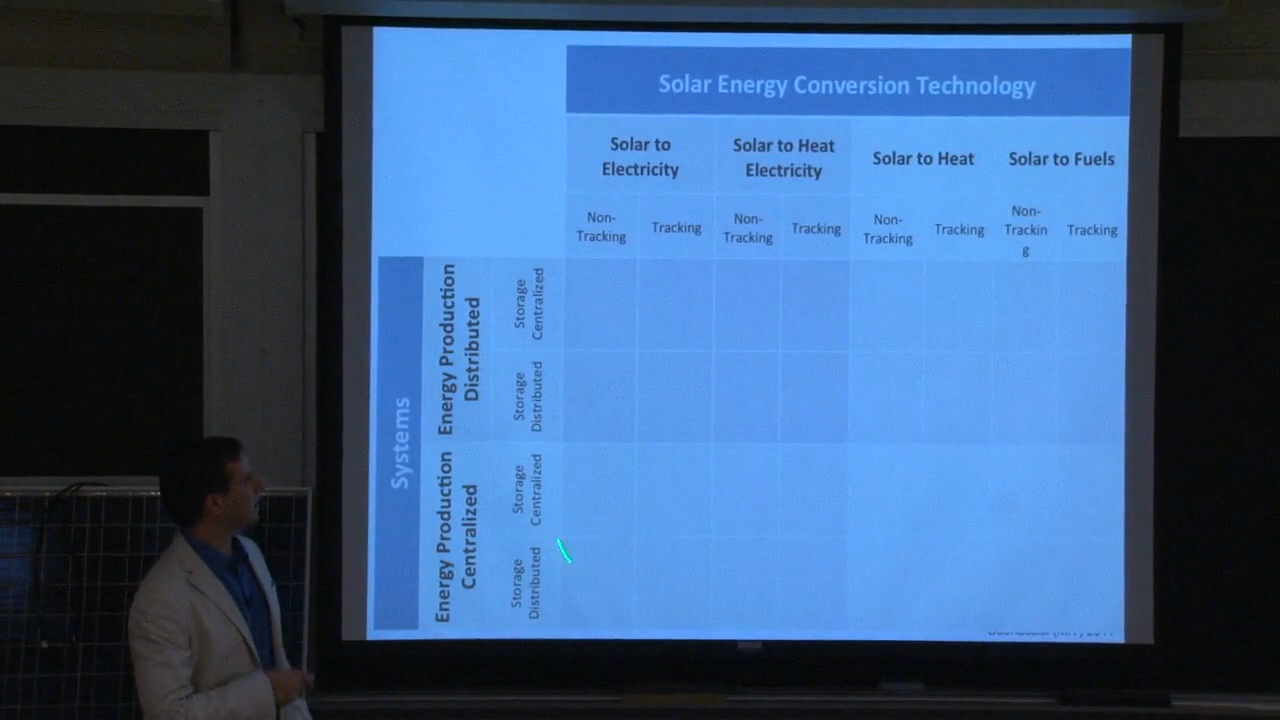 Solar Energy Conversion Technology
Solar to
Electricity
Solar to Heat
Electricity
Solar to Heat
Solar to Fuels
Non-
Tracking
Tracking
Non-
Tracking
Tracking
Non-
Tracking
Tracking
Non-
Trackin
g
Tracking
Systems
Energy Production
Distributed
Storage
Centralized
Storage
Distributed
Energy Production
Centralized
Storage
Centralized
Storage
Distributed